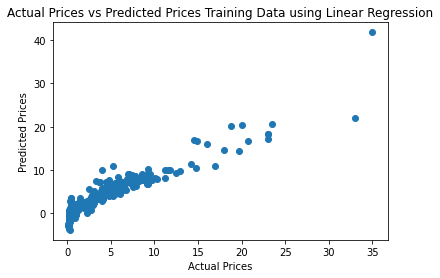 Actual Prices vs Predicted Prices Training Data using Linear Regression
40
30
20
10
0
Predicted Prices
0 5 10 15 20 25 30 35
Actual Prices